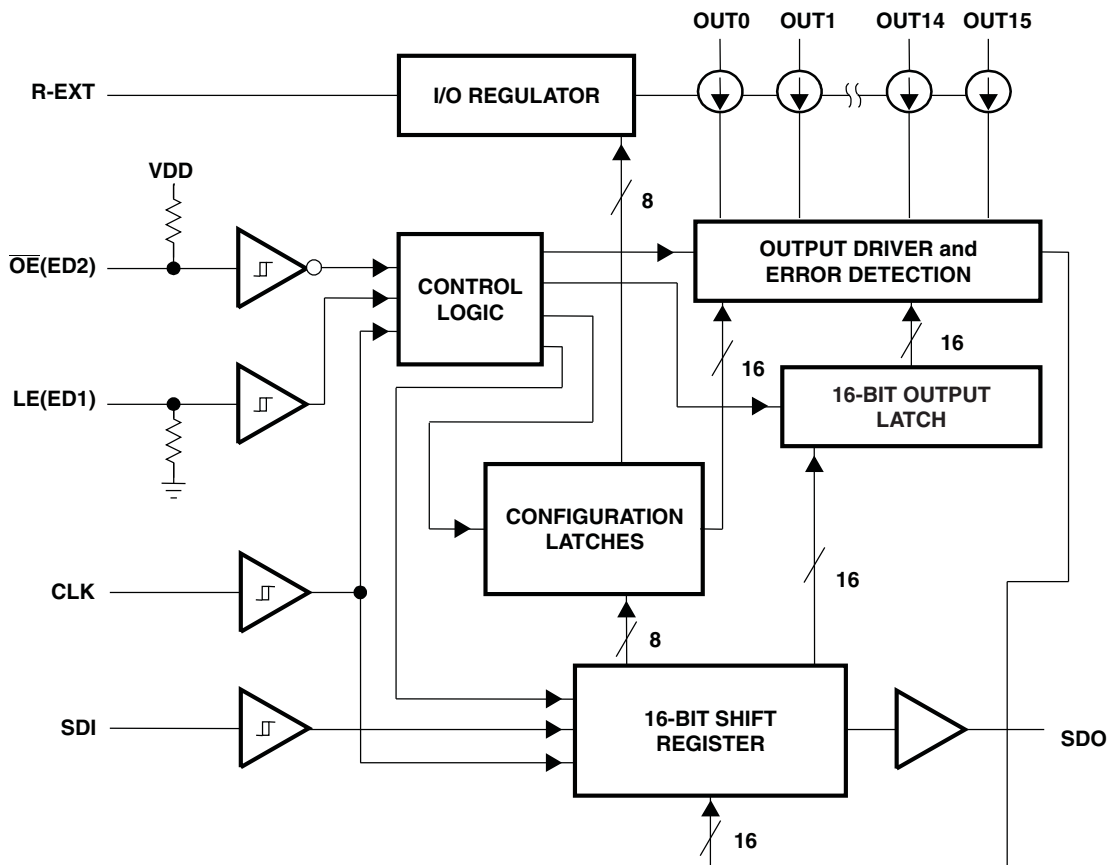 OUT0 OUT1 OUT14 OUT15
R-EXT
I/O REGULATOR
VDD
8
O̅E̅(ED2)
CONTROL
LOGIC
OUTPUT DRIVER and
ERROR DETECTION
16
16
LE(ED1)
16-BIT OUTPUT
LATCH
CONFIGURATION
LATCHES
CLK
16
8
SDI
16-BIT SHIFT
REGISTER
SDO
16